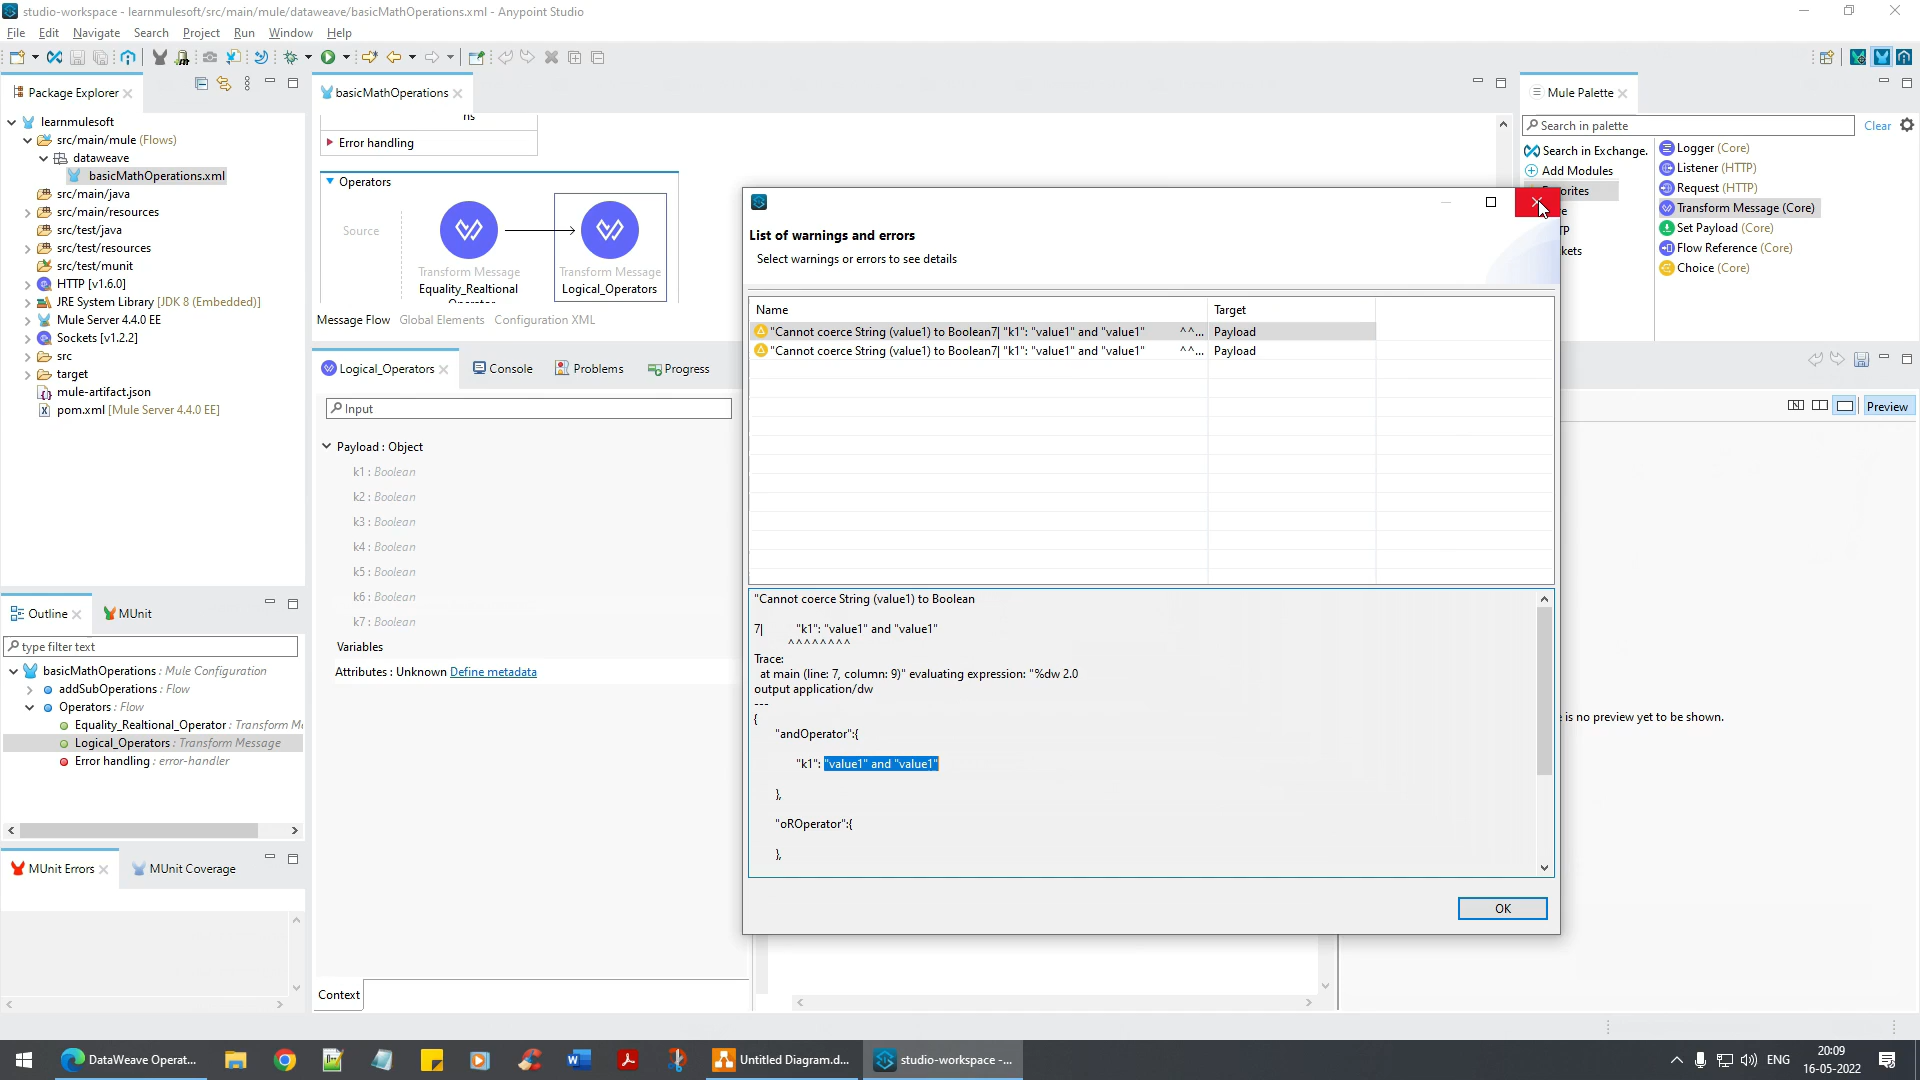 studio-workspace - learnmulesoft/src/main/mule/dataweave/basicMathOperations.xml - Anypoint Studio
File Edit Navigate Search Project Run Window Help
Package Explorer
learnmulesoft
src/main/mule (Flows)
dataweave
basicMathOperations.xml
src/main/java
src/main/resources
src/test/java
src/test/resources
src/test/munit
HTTP [v1.6.0]
JRE System Library [JDK 8 (Embedded)]
Mule Server 4.4.0 EE
Sockets [v1.2.2]
src
target
mule-artifact.json
pom.xml [Mule Server 4.4.0 EE]
Outline
MUnit
type filter text
basicMathOperations : Mule Configuration
addSubOperations : Flow
Operators : Flow
Equality_Realtional_Operator : Transform M
Logical_Operators : Transform Message
Error handling : error-handler
MUnit Errors
MUnit Coverage
basicMathOperations
ns
Error handling
Operators
Source
Transform Message
Equality_Realtional
Operator
Transform Message
Logical_Operators
Message Flow Global Elements Configuration XML
Logical_Operators
Console
Problems
Progress
Input
Payload : Object
k1 : Boolean
k2 : Boolean
k3 : Boolean
k4 : Boolean
k5 : Boolean
k6 : Boolean
k7 : Boolean
Variables
Attributes : Unknown Define metadata
Context
List of warnings and errors
Select warnings or errors to see details
Name Target
"Cannot coerce String (value1) to Boolean7| "k1": "value1" and "value1" ^^... Payload
"Cannot coerce String (value1) to Boolean7| "k1": "value1" and "value1" ^^... Payload
"Cannot coerce String (value1) to Boolean
7| "k1": "value1" and "value1"
^^^^^^^^
Trace:
at main (line: 7, column: 9)" evaluating expression: "%dw 2.0
output application/dw
---
{
"andOperator":{
"k1": "value1" and "value1"
},
"oROperator":{
},
OK
Mule Palette
Search in palette
Clear
Search in Exchange.
Add Modules
orites
e
TP
kets
Logger (Core)
Listener (HTTP)
Request (HTTP)
Transform Message (Core)
Set Payload (Core)
Flow Reference (Core)
Choice (Core)
Preview
e is no preview yet to be shown.
DataWeave Operat...
Untitled Diagram.d...
studio-workspace -...
ENG
20:09
16-05-2022